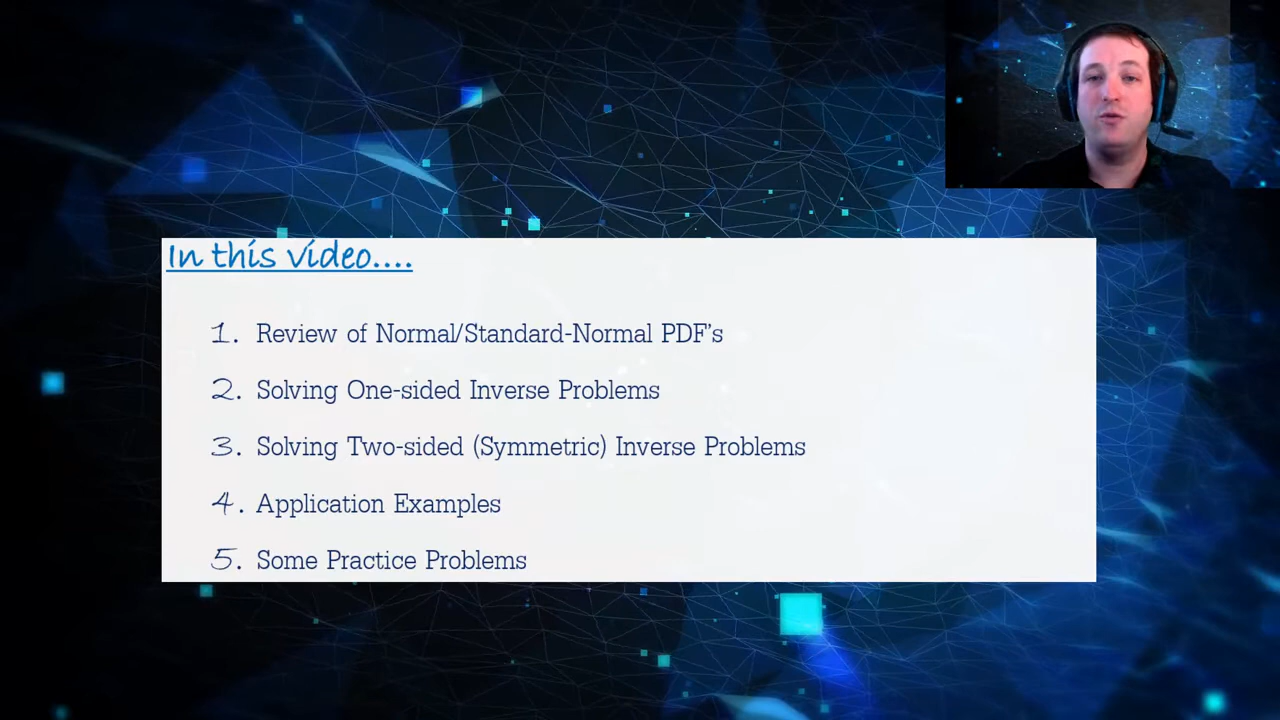 In this video....
1. Review of Normal/Standard-Normal PDF's
2. Solving One-sided Inverse Problems
3. Solving Two-sided (Symmetric) Inverse Problems
4. Application Examples
5. Some Practice Problems